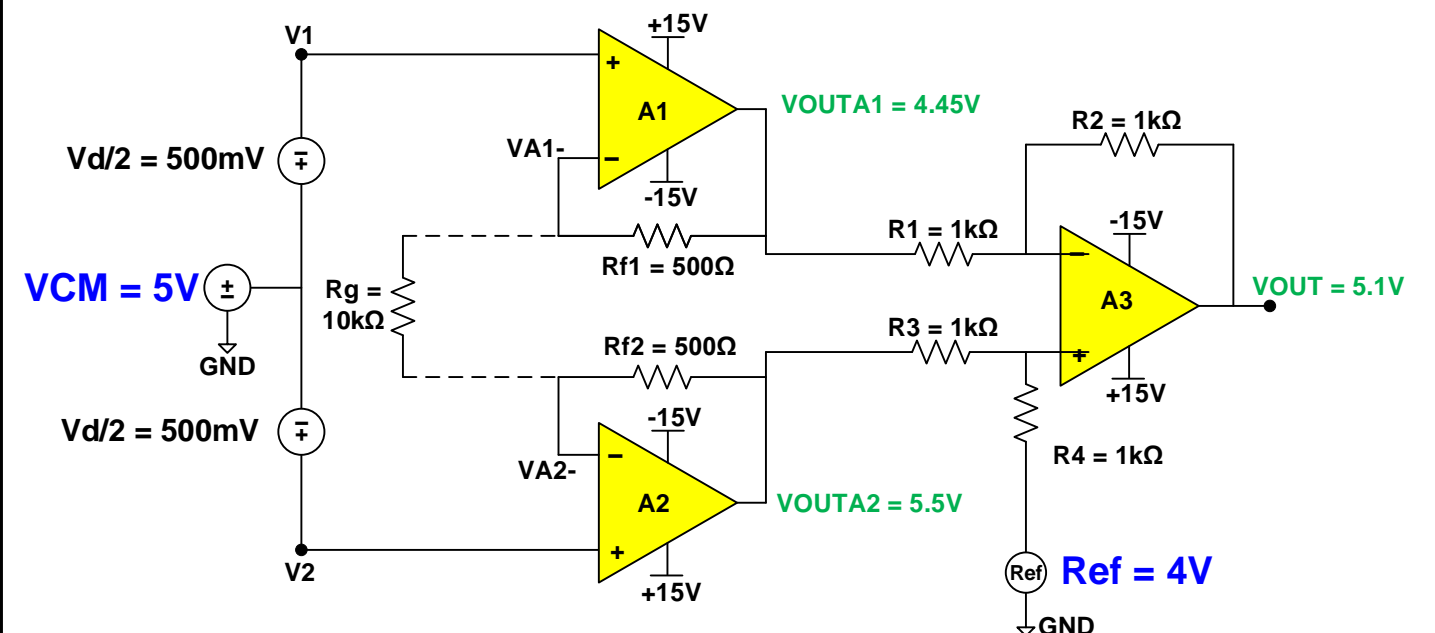 +15V
V1
A1
VOUTA1 = 4.45V
R2 = 1kΩ
Vd/2 = 500mV
VA1-
-15V
R1 = 1kΩ
-15V
Rf1 = 500Ω
VCM = 5V
Rg =
10kΩ
A3
VOUT = 5.1V
GND
Rf2 = 500Ω
R3 = 1kΩ
+15V
Vd/2 = 500mV
-15V
VA2-
A2
VOUTA2 = 5.5V
R4 = 1kΩ
V2
+15V
Ref
Ref = 4V
GND